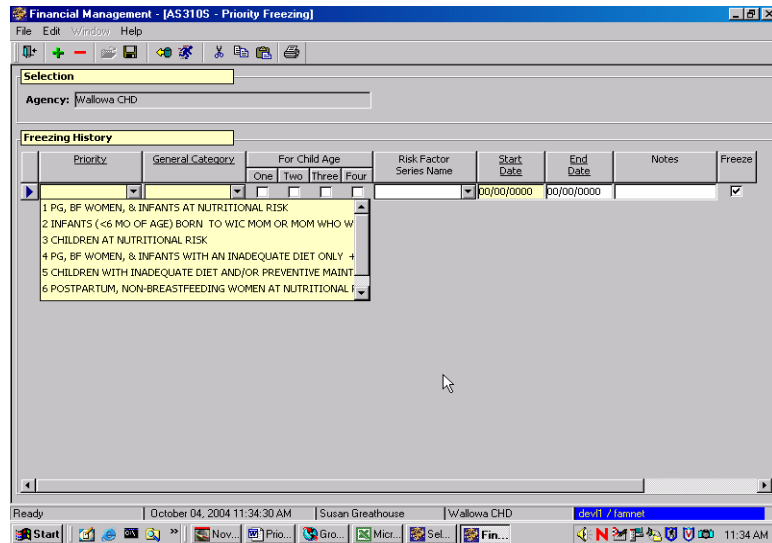 Financial Management - [AS310S - Priority Freezing]
File Edit Window Help
Selection
Agency: Wallowa CHD
Freezing History
Priority General Category For Child Age Risk Factor Series Name Start Date End Date Notes Freeze
One Two Three Four
00/00/0000 00/00/0000
1 PG, BF WOMEN, & INFANTS AT NUTRITIONAL RISK
2 INFANTS (<6 MO OF AGE) BORN TO WIC MOM OR MOM WHO W
3 CHILDREN AT NUTRITIONAL RISK
4 PG, BF WOMEN, & INFANTS WITH AN INADEQUATE DIET ONLY +
5 CHILDREN WITH INADEQUATE DIET AND/OR PREVENTIVE MAINT
6 POSTPARTUM, NON-BREASTFEEDING WOMEN AT NUTRITIONAL
Ready October 04, 2004 11:34:30 AM Susan Greathouse Wallowa CHD devl1 / famnet
Start » Nov... Prio... Gro... Micr... Sel... Fin... 11:34 AM